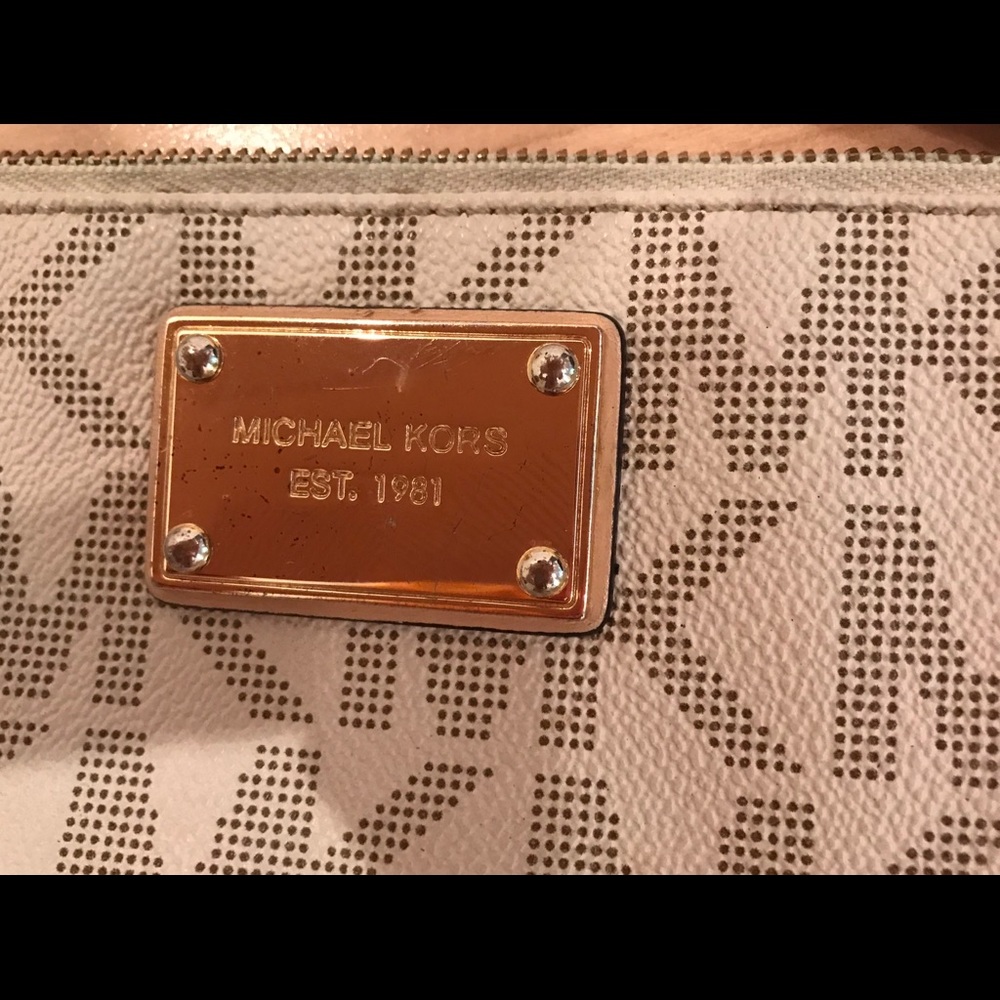 MICHAEL KORS
EST. 1981